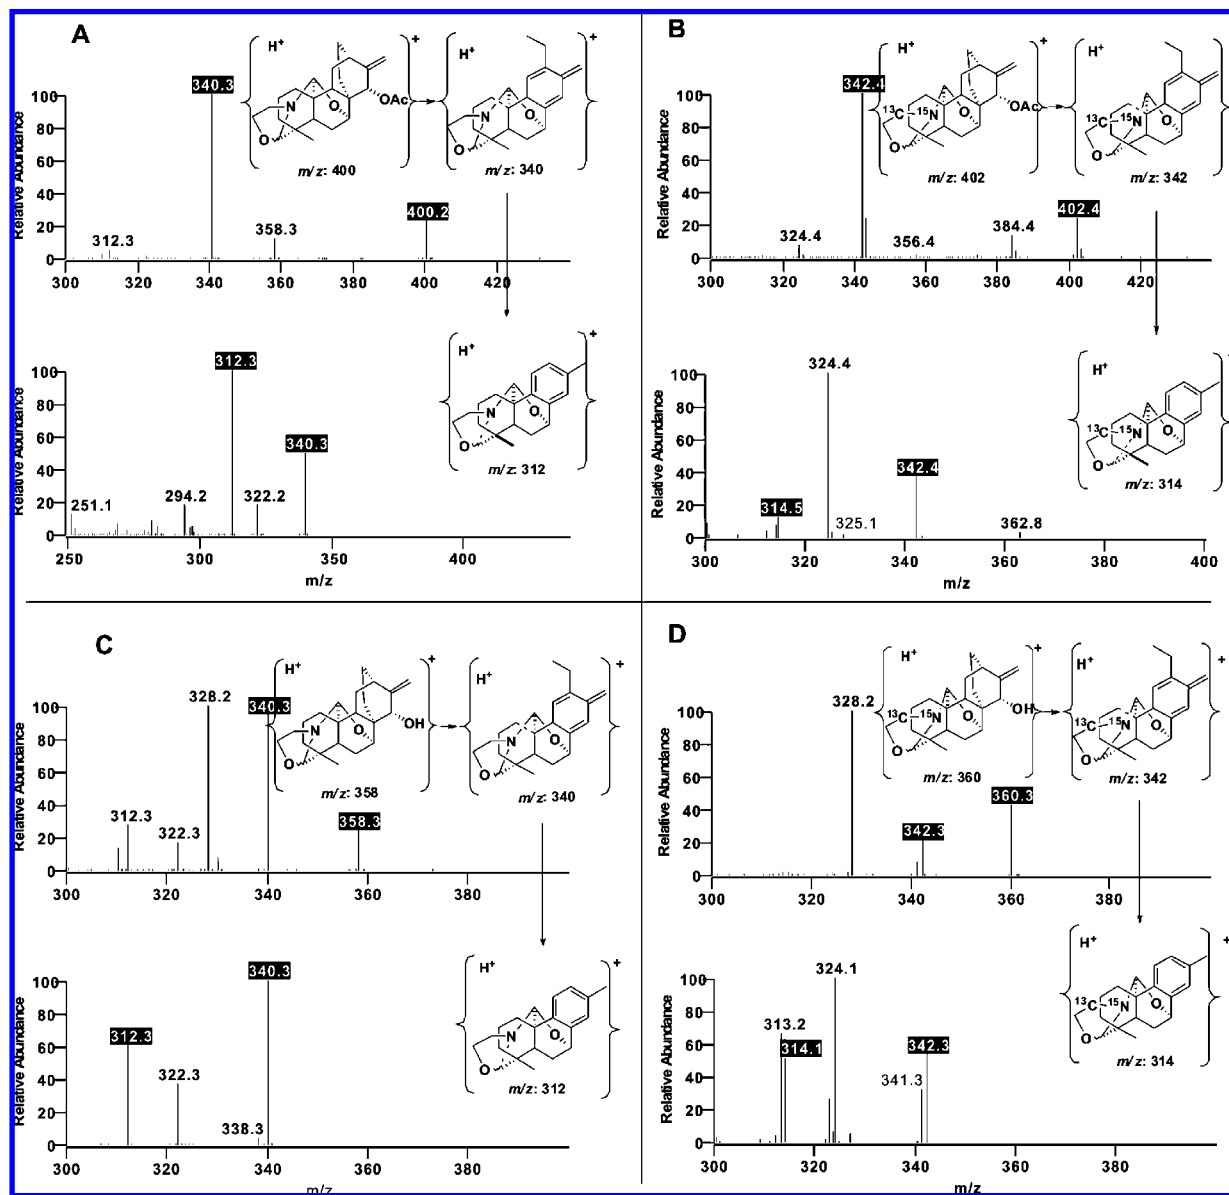 A
H+
+
H+
+
340.3
N
O
OAc
O
m/z: 400
N
O
O
m/z: 340
Relative Abundance
100
80
60
40
20
0
312.3
358.3
400.2
300 320 340 360 380 400 420
H+
+
N
O
O
m/z: 312
Relative Abundance
100
80
60
40
20
0
251.1
294.2
312.3
322.2
340.3
250 300 350 400
m/z
B
H+
+
H+
342.4
13C 15N
O
OAc
O
m/z: 402
13C 15N
O
O
m/z: 342
Relative Abundance
100
80
60
40
20
0
324.4
356.4
384.4
402.4
300 320 340 360 380 400 420
H+
13C 15N
O
O
m/z: 314
Relative Abundance
100
80
60
40
20
0
314.5
324.4
325.1
342.4
362.8
300 320 340 360 380 400
m/z
C
H+
+
H+
+
328.2
340.3
N
O
OH
O
m/z: 358
N
O
O
m/z: 340
Relative Abundance
100
80
60
40
20
0
312.3
322.3
358.3
300 320 340 360 380
H+
+
N
O
O
m/z: 312
Relative Abundance
100
80
60
40
20
0
312.3
322.3
338.3
340.3
300 320 340 360 380
m/z
D
H+
+
H+
+
328.2
13C 15N
O
OH
O
m/z: 360
13C 15N
O
O
m/z: 342
Relative Abundance
100
80
60
40
20
0
342.3
360.3
300 320 340 360 380
H+
+
13C 15N
O
O
m/z: 314
Relative Abundance
100
80
60
40
20
0
313.2
314.1
324.1
341.3
342.3
300 320 340 360 380
m/z